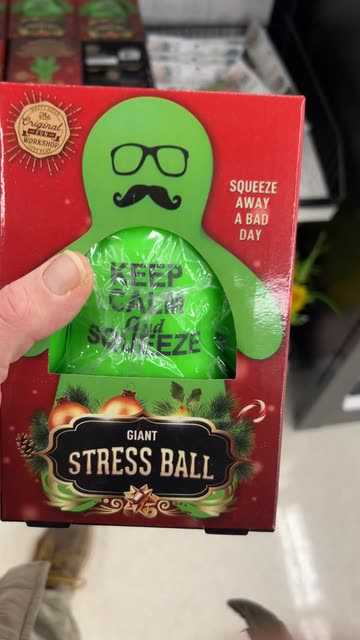 The
Original
FUN
WORKSHOP
SQUEEZE
AWAY
A BAD
DAY
KEEP
CALM
and
SQUEEZE
GIANT
STRESS BALL